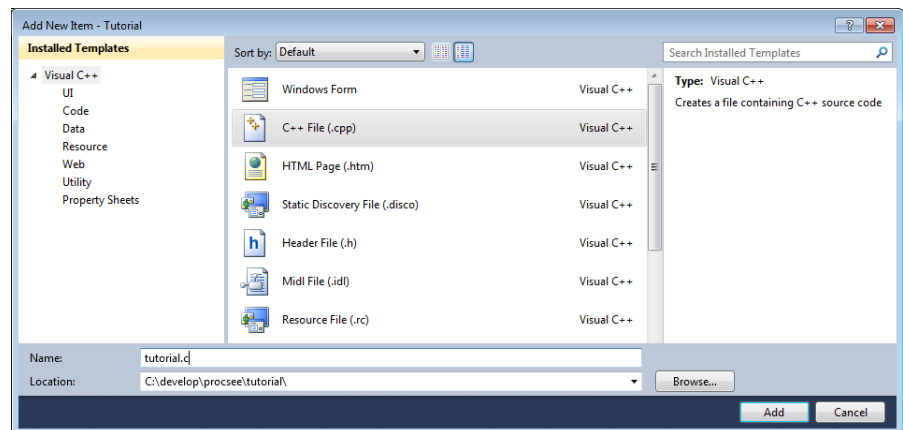 Add New Item - Tutorial
Installed Templates
Sort by: Default
Search Installed Templates
Visual C++
UI
Code
Data
Resource
Web
Utility
Property Sheets
Windows Form Visual C++
C++ File (.cpp) Visual C++
HTML Page (.htm) Visual C++
Static Discovery File (.disco) Visual C++
Header File (.h) Visual C++
Midl File (.idl) Visual C++
Resource File (.rc) Visual C++
Type: Visual C++
Creates a file containing C++ source code
Name: tutorial.c
Location: C:\develop\procsee\tutorial\
Browse...
Add Cancel